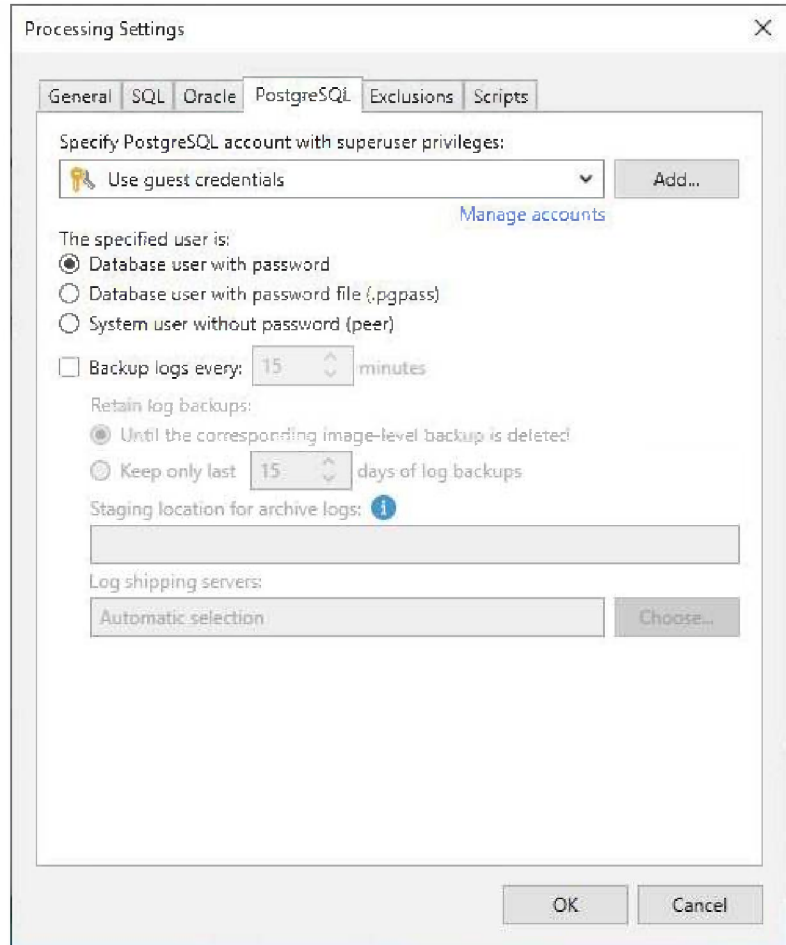 Processing Settings
General SQL Oracle PostgreSQL Exclusions Scripts
Specify PostgreSQL account with superuser privileges:
Use guest credentials Add...
Manage accounts
The specified user is:
Database user with password
Database user with password file (.pgpass)
System user without password (peer)
Backup logs every: 15 minutes
Retain log backups:
Until the corresponding image-level backup is deleted
Keep only last 15 days of log backups
Staging location for archive logs: i
Log shipping servers:
Automatic selection Choose...
OK Cancel